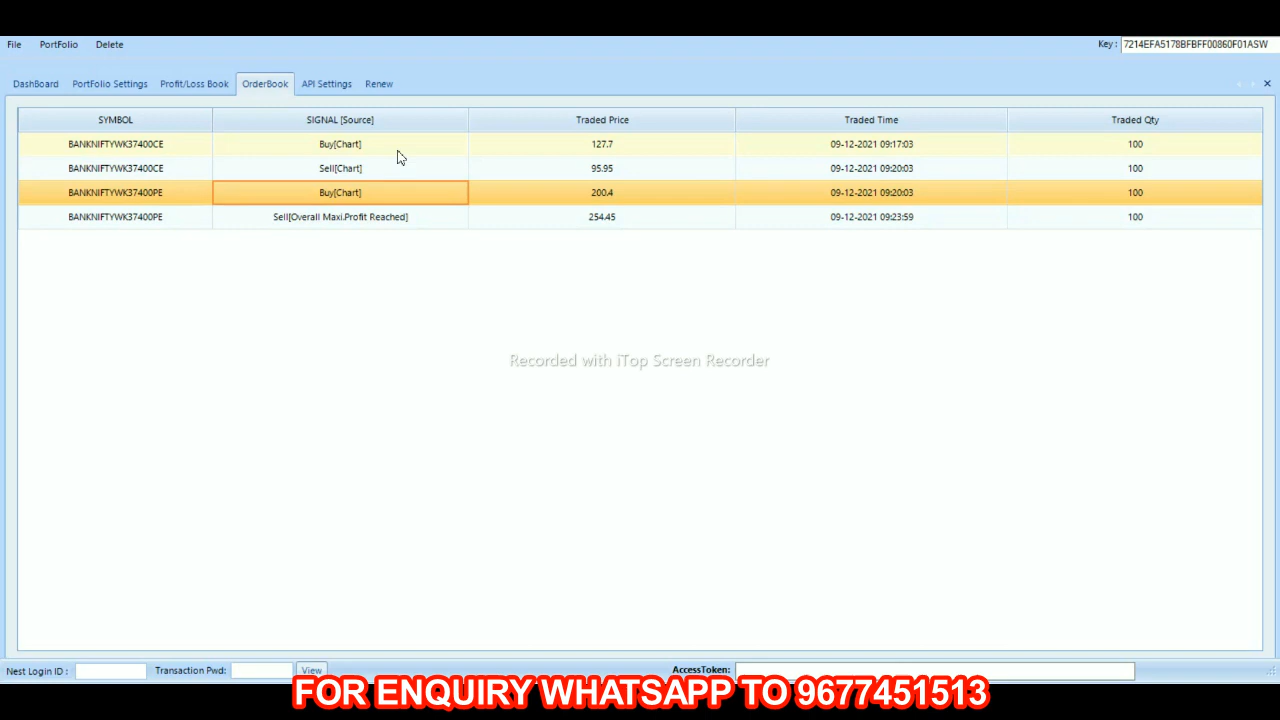 File PortFolio Delete Key : 7214EFA5178BFBFF00860F01ASW
DashBoard PortFolio Settings Profit/Loss Book OrderBook API Settings Renew
SYMBOL SIGNAL [Source] Traded Price Traded Time Traded Qty
BANKNIFTYWK37400CE Buy[Chart] 127.7 09-12-2021 09:17:03 100
BANKNIFTYWK37400CE Sell[Chart] 95.95 09-12-2021 09:20:03 100
BANKNIFTYWK37400PE Buy[Chart] 200.4 09-12-2021 09:20:03 100
BANKNIFTYWK37400PE Sell[Overall Maxi.Profit Reached] 254.45 09-12-2021 09:23:59 100
Recorded with iTop Screen Recorder
Nest Login ID : Transaction Pwd: View AccessToken:
FOR ENQUIRY WHATSAPP TO 9677451513